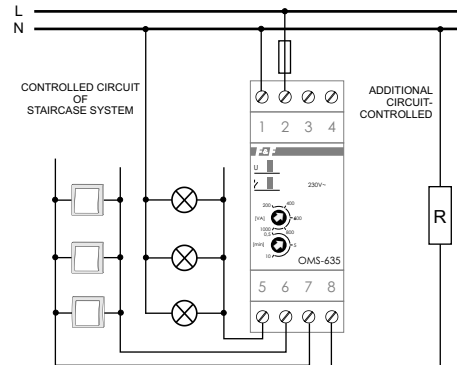 L
N
CONTROLLED CIRCUIT
OF
STAIRCASE SYSTEM
ADDITIONAL
CIRCUIT-
CONTROLLED
1 2 3 4
F&F
U
230V~
200 400
[VA] 600
1000 800
0,5
[min] 5
10
OMS-635
R
5 6 7 8